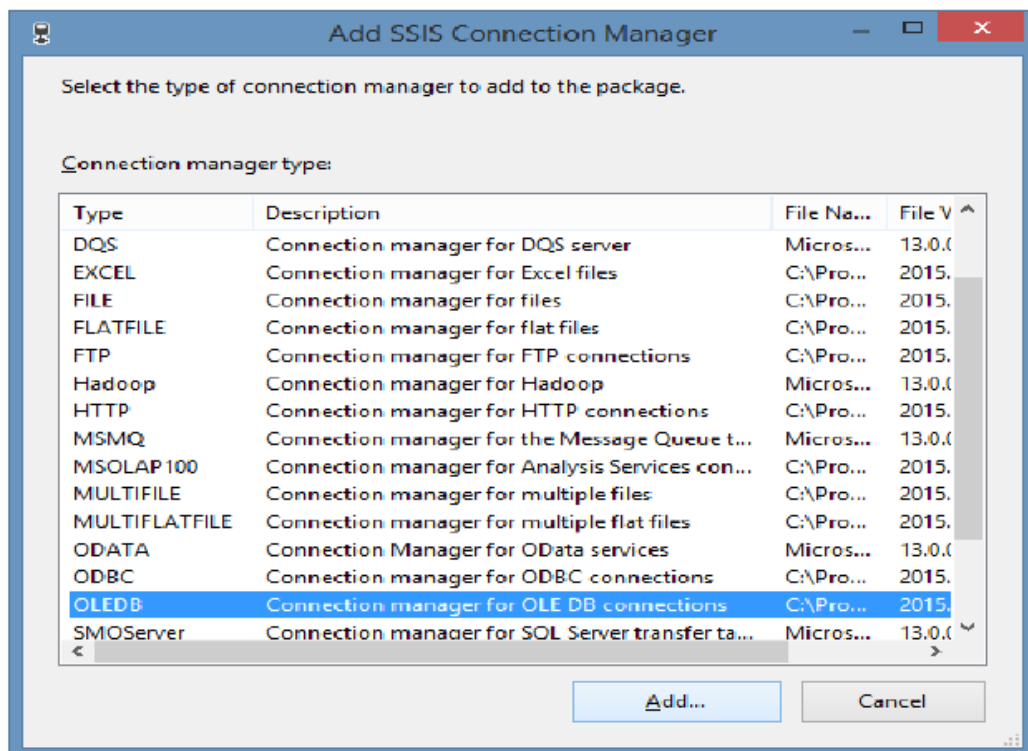 Add SSIS Connection Manager
Select the type of connection manager to add to the package.
Connection manager type:
Type Description File Na... File V
DQS Connection manager for DQS server Micros... 13.0.(
EXCEL Connection manager for Excel files C:\Pro... 2015.
FILE Connection manager for files C:\Pro... 2015.
FLATFILE Connection manager for flat files C:\Pro... 2015.
FTP Connection manager for FTP connections C:\Pro... 2015.
Hadoop Connection manager for Hadoop Micros... 13.0.(
HTTP Connection manager for HTTP connections C:\Pro... 2015.
MSMQ Connection manager for the Message Queue t... Micros... 13.0.(
MSOLAP100 Connection manager for Analysis Services con... C:\Pro... 2015.
MULTIFILE Connection manager for multiple files C:\Pro... 2015.
MULTIFLATFILE Connection manager for multiple flat files C:\Pro... 2015.
ODATA Connection Manager for OData services Micros... 13.0.(
ODBC Connection manager for ODBC connections C:\Pro... 2015.
OLEDB Connection manager for OLE DB connections C:\Pro... 2015.
SMOServer Connection manager for SQL Server transfer ta... Micros... 13.0.(
Add... Cancel